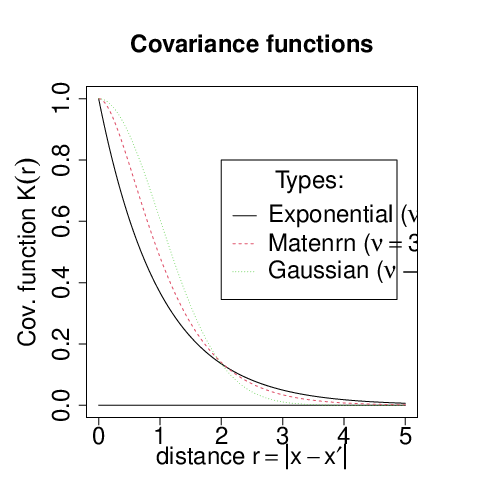 Covariance functions
Cov. function K(r)
1.0
0.8
0.6
0.4
0.2
0.0
Types:
Exponential (ν
Matenrn (ν = 3
Gaussian (ν –
0 1 2 3 4 5
distance r = |x – x′|